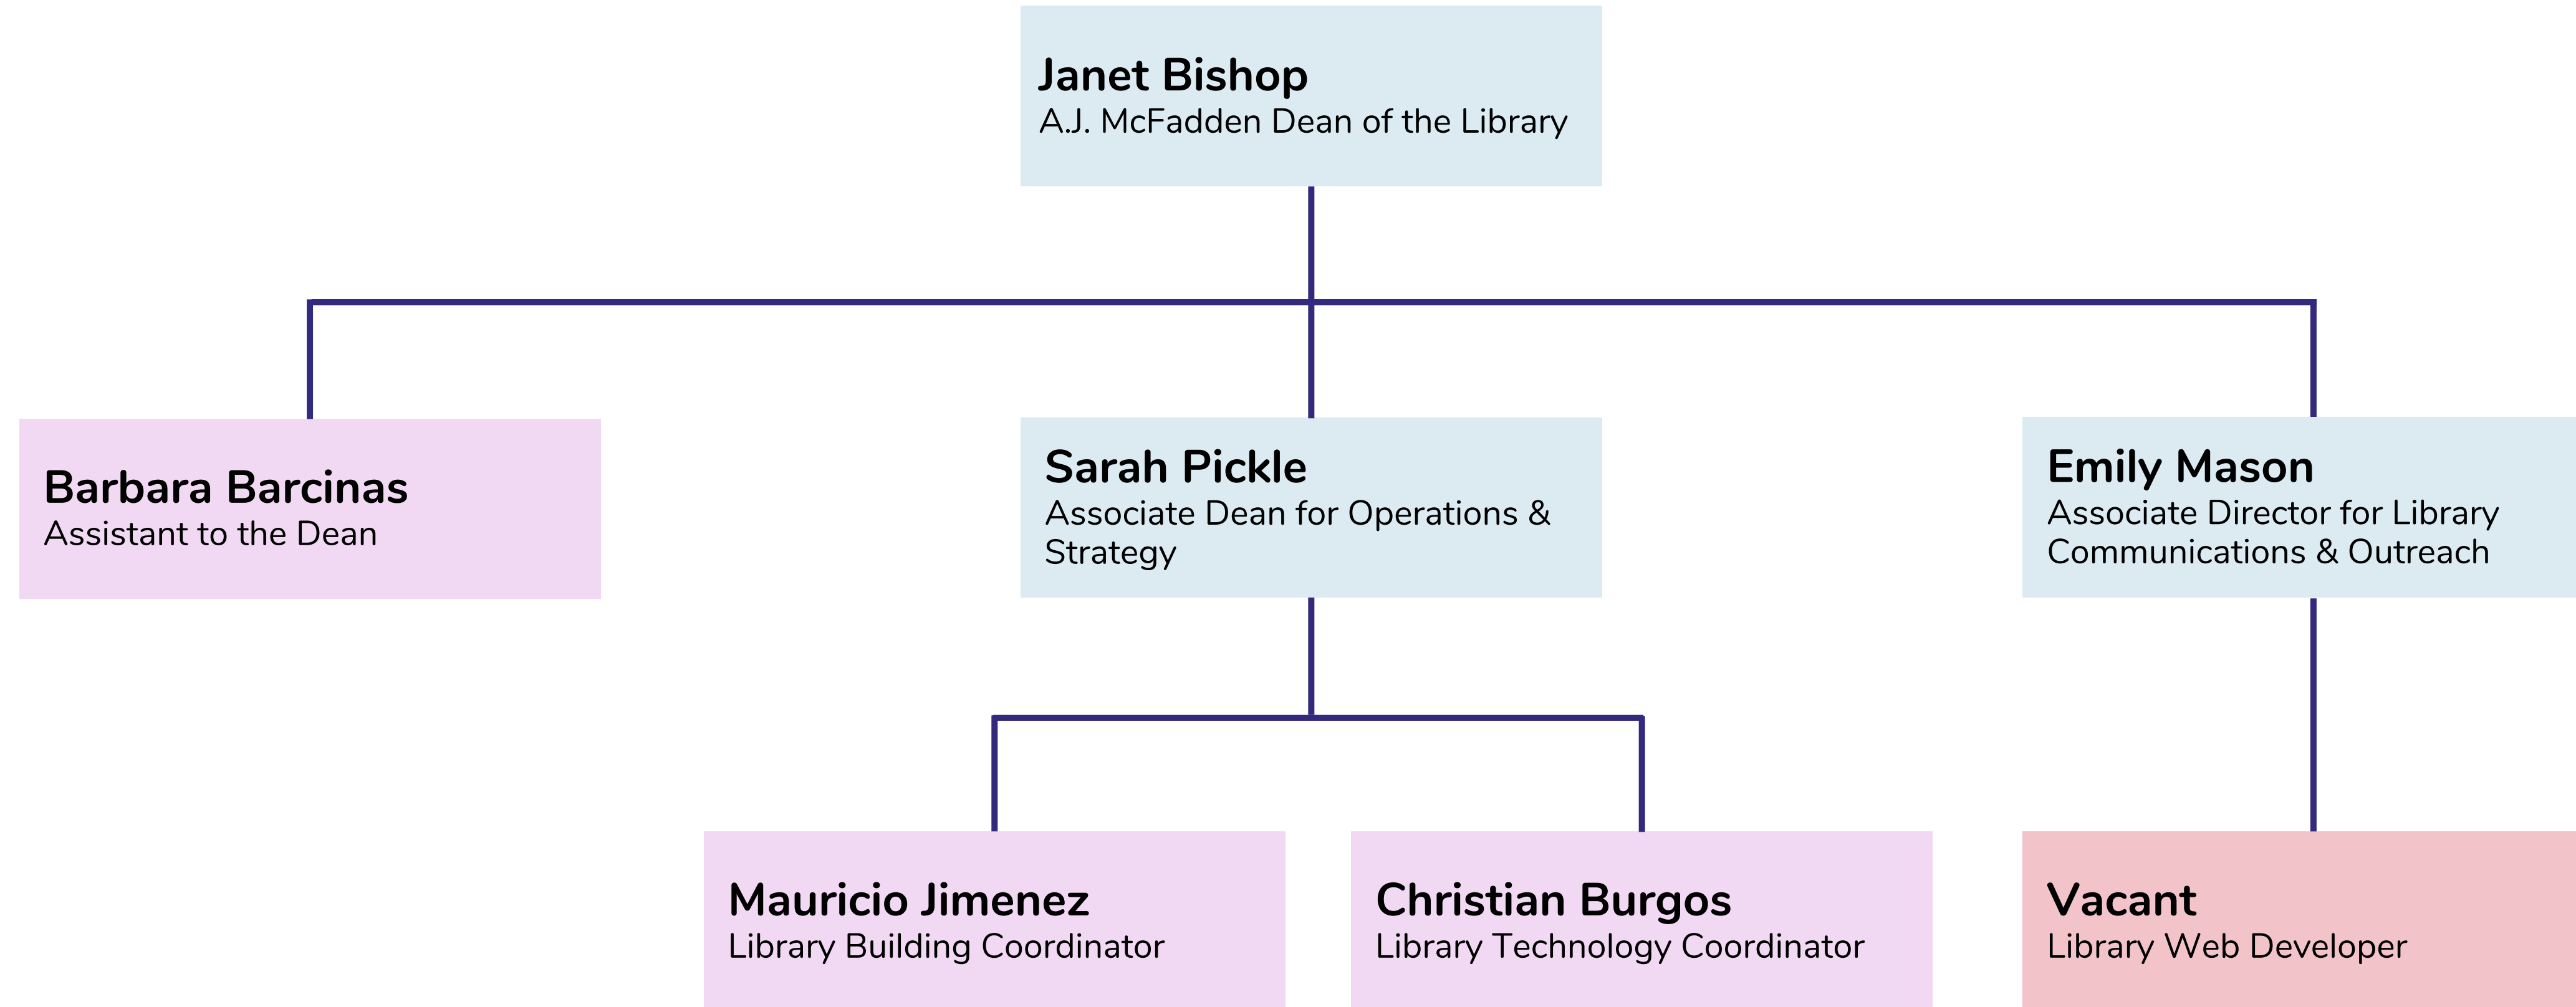 Janet Bishop
A.J. McFadden Dean of the Library
Barbara Barcinas
Assistant to the Dean
Sarah Pickle
Associate Dean for Operations &
Strategy
Emily Mason
Associate Director for Library
Communications & Outreach
Mauricio Jimenez
Library Building Coordinator
Christian Burgos
Library Technology Coordinator
Vacant
Library Web Developer